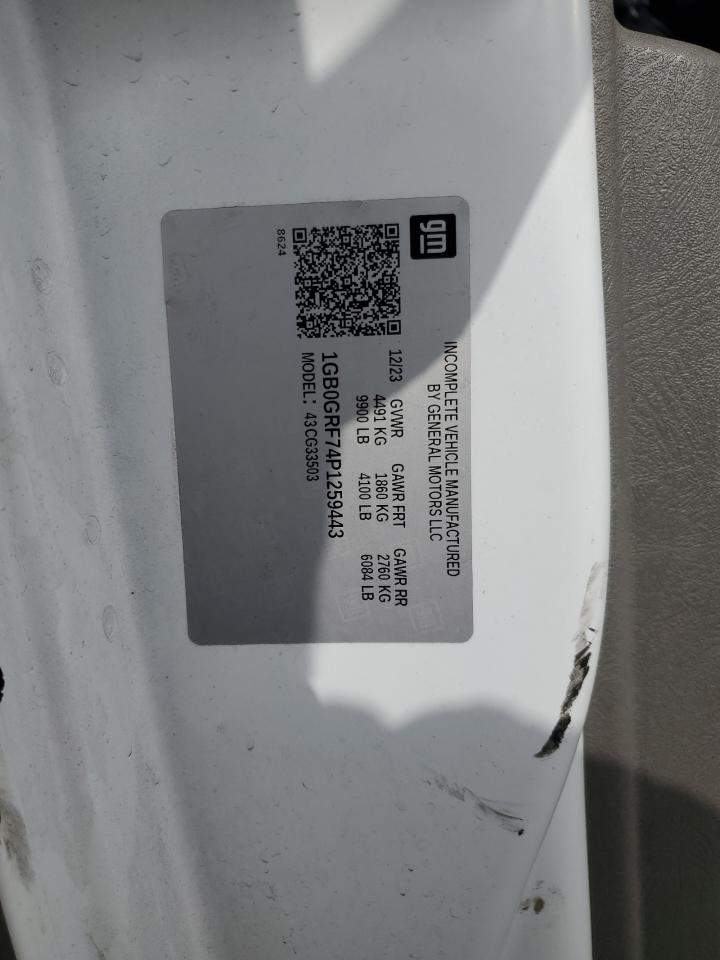 gm
INCOMPLETE VEHICLE MANUFACTURED
BY GENERAL MOTORS LLC
12/23 GVWR GAWR FRT GAWR RR
4491 KG 1860 KG 2760 KG
9900 LB 4100 LB 6084 LB
1GB0GRF74P1259443
MODEL: 43CG33503
8624